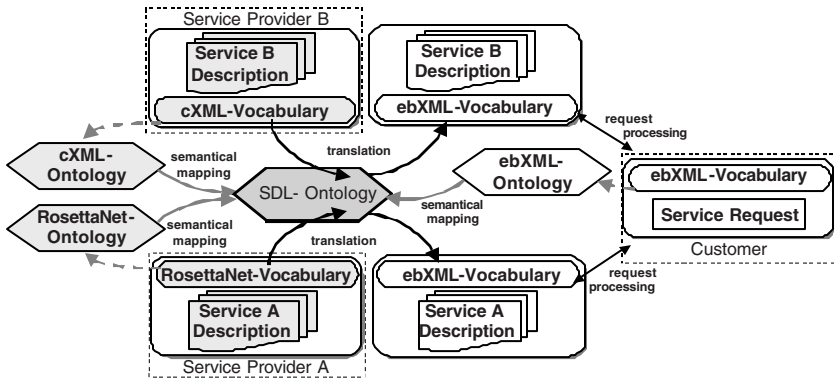 Service Provider B
Service B
Description
cXML-Vocabulary
Service B
Description
ebXML-Vocabulary
request
processing
cXML-
Ontology
semantical
mapping
translation
SDL- Ontology
ebXML-
Ontology
semantical
mapping
ebXML-Vocabulary
Service Request
Customer
RosettaNet-
Ontology
semantical
mapping
translation
RosettaNet-Vocabulary
Service A
Description
Service Provider A
ebXML-Vocabulary
Service A
Description
request
processing